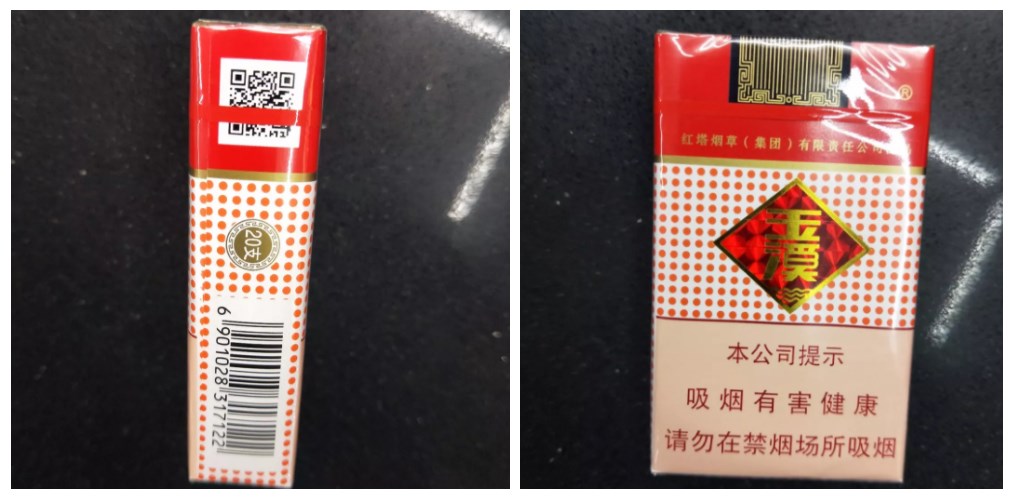 20支
6 901028 317122
®
红塔烟草（集团）有限责任公司
玉溪
本公司提示
吸烟有害健康
请勿在禁烟场所吸烟